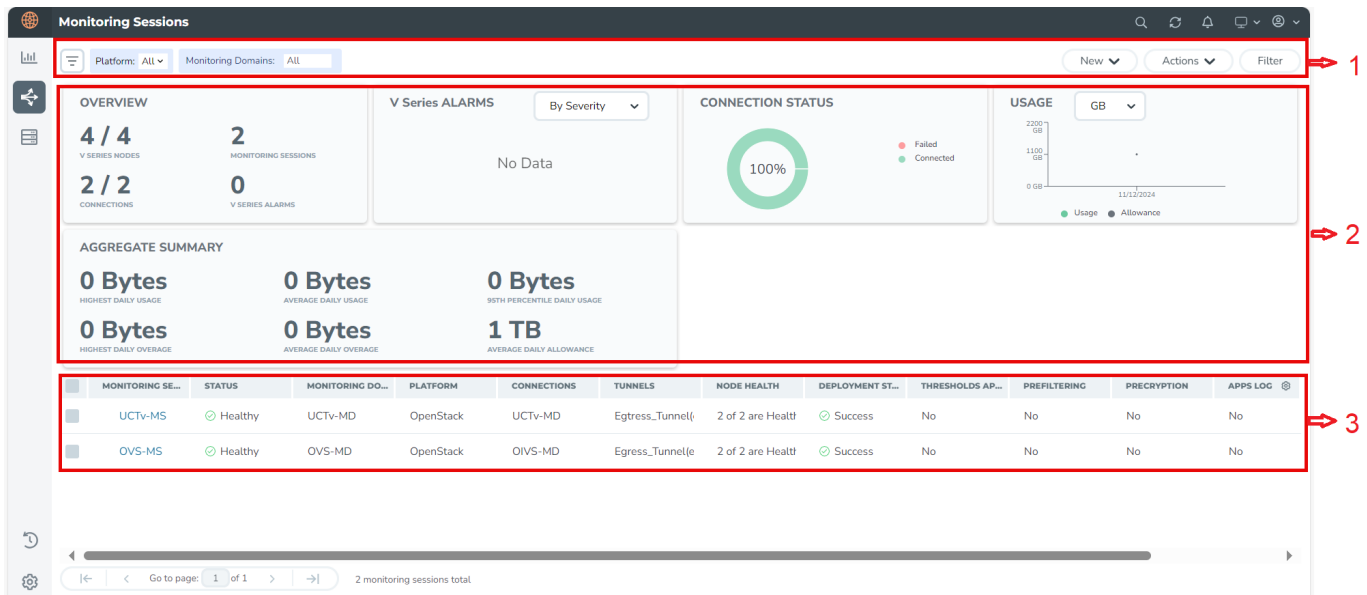 Monitoring Sessions
Platform: All Monitoring Domains: All New Actions Filter
1
OVERVIEW
4 / 4 2
V SERIES NODES MONITORING SESSIONS
2 / 2 0
CONNECTIONS V SERIES ALARMS
V Series ALARMS By Severity
No Data
CONNECTION STATUS
100%
Failed
Connected
USAGE GB
2200 GB
1100 GB
0 GB
11/12/2024
Usage Allowance
2
AGGREGATE SUMMARY
0 Bytes 0 Bytes 0 Bytes
HIGHEST DAILY USAGE AVERAGE DAILY USAGE 95TH PERCENTILE DAILY USAGE
0 Bytes 0 Bytes 1 TB
HIGHEST DAILY OVERAGE AVERAGE DAILY OVERAGE AVERAGE DAILY ALLOWANCE
MONITORING SE... STATUS MONITORING DO... PLATFORM CONNECTIONS TUNNELS NODE HEALTH DEPLOYMENT ST... THRESHOLDS AP... PREFILTERING PRECRYPTION APPS LOG
UCTv-MS Healthy UCTv-MD OpenStack UCTv-MD Egtress_Tunnel( 2 of 2 are Healt Success No No No No
3
OVS-MS Healthy OVS-MD OpenStack OIVS-MD Egress_Tunnel(e 2 of 2 are Healt Success No No No No
Go to page: 1 of 1 2 monitoring sessions total